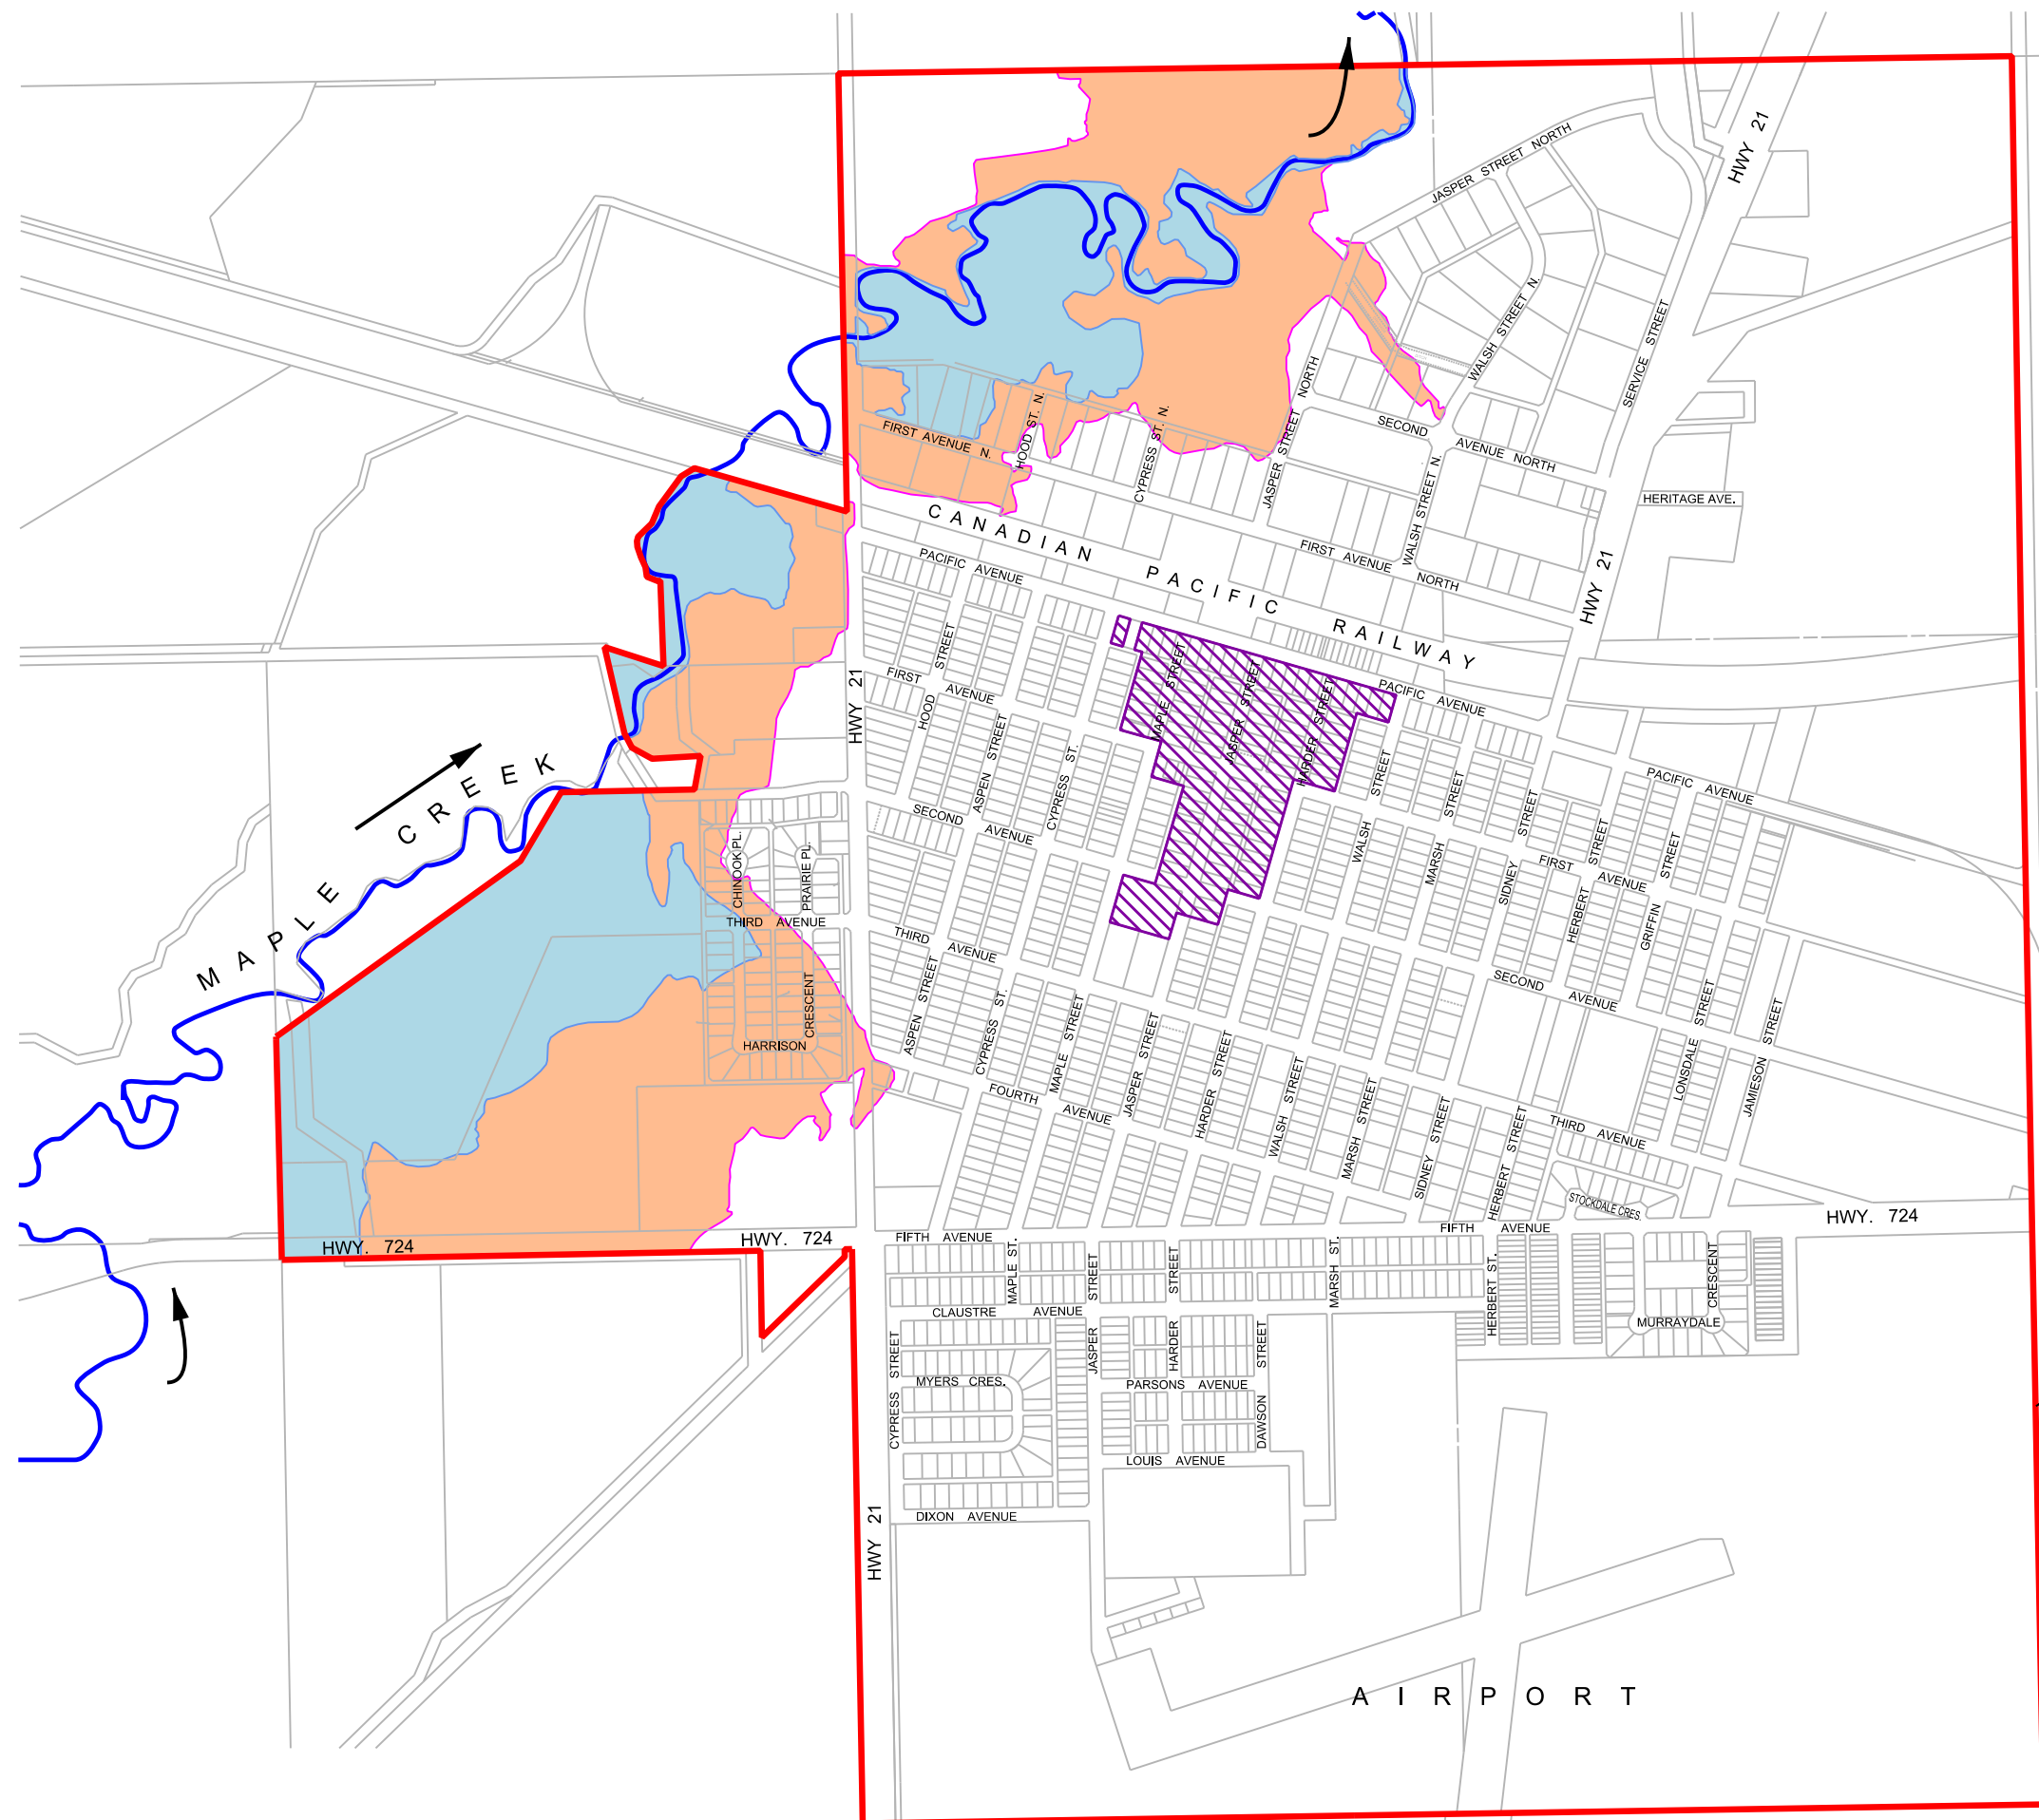 JASPER STREET NORTH
HWY 21
WALSH STREET N.
SERVICE STREET
JASPER STREET NORTH
SECOND AVENUE NORTH
FIRST AVENUE N.
HOOD ST. N.
CYPRESS ST. N.
WALSH STREET N.
HERITAGE AVE.
FIRST AVENUE NORTH
HWY 21
CANADIAN PACIFIC RAILWAY
PACIFIC AVENUE
PACIFIC AVENUE
PACIFIC AVENUE
HWY 21
FIRST AVENUE
HOOD STREET
ASPEN STREET
CYPRESS ST.
MAPLE STREET
JASPER STREET
HARDER STREET
WALSH STREET
MARSH STREET
SIDNEY STREET
HERBERT STREET
GRIFFIN STREET
FIRST AVENUE
MAPLE CREEK
SECOND AVENUE
CHINOOK PL.
PRAIRIE PL.
THIRD AVENUE
HARRISON CRESCENT
THIRD AVENUE
SECOND AVENUE
ASPEN STREET
CYPRESS ST.
MAPLE STREET
JASPER STREET
HARDER STREET
WALSH STREET
MARSH STREET
SIDNEY STREET
HERBERT STREET
LONSDALE STREET
JAMIESON STREET
FOURTH AVENUE
THIRD AVENUE
STOCKDALE CRES.
HWY. 724
HWY. 724
HWY. 724
FIFTH AVENUE
FIFTH AVENUE
MAPLE ST.
JASPER STREET
HARDER STREET
MARSH ST.
HERBERT ST.
MURRAYDALE CRESCENT
CLAUSTRE AVENUE
CYPRESS STREET
MYERS CRES.
PARSONS AVENUE
DAWSON STREET
LOUIS AVENUE
DIXON AVENUE
HWY 21
AIRPORT